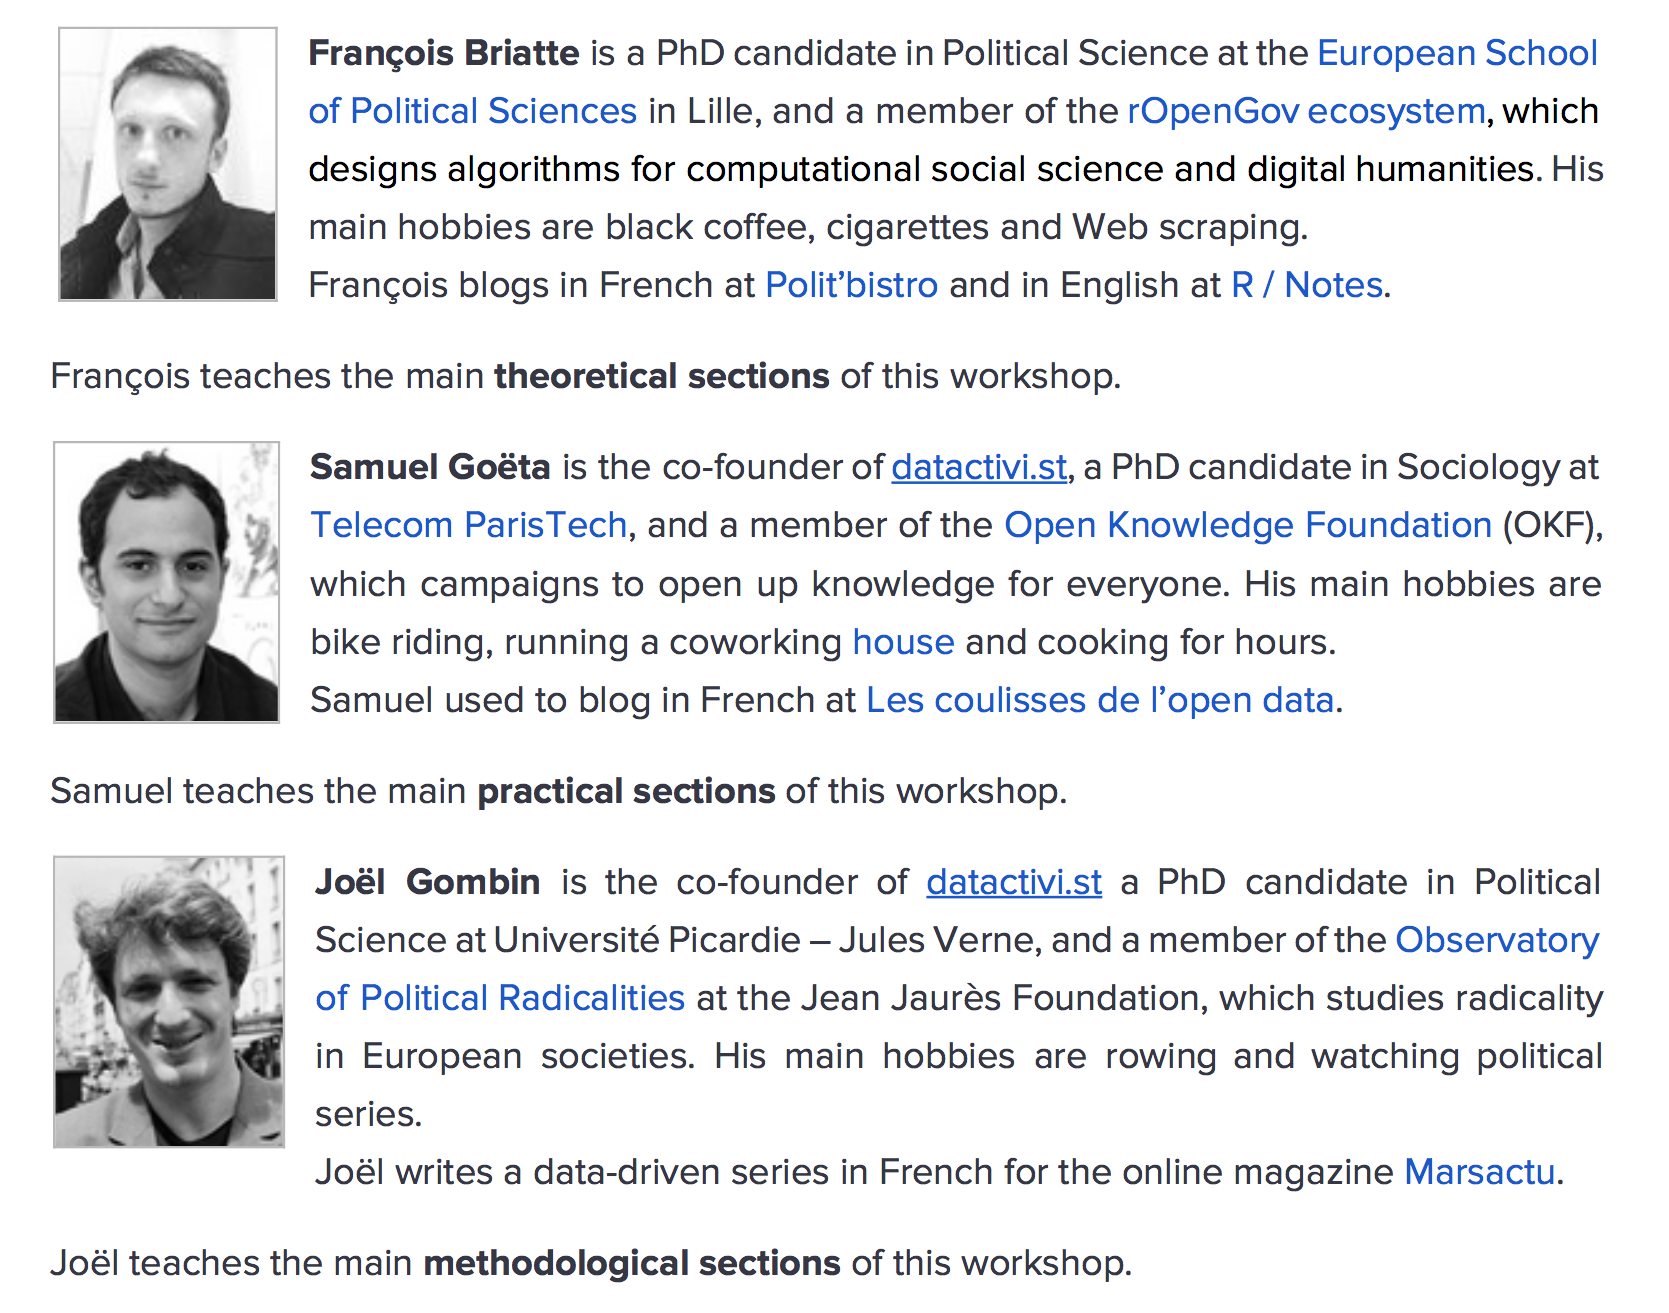 François Briatte is a PhD candidate in Political Science at the European School
of Political Sciences in Lille, and a member of the rOpenGov ecosystem, which
designs algorithms for computational social science and digital humanities. His
main hobbies are black coffee, cigarettes and Web scraping.
François blogs in French at Polit’bistro and in English at R / Notes.
François teaches the main theoretical sections of this workshop.
Samuel Goëta is the co-founder of datactivi.st, a PhD candidate in Sociology at
Telecom ParisTech, and a member of the Open Knowledge Foundation (OKF),
which campaigns to open up knowledge for everyone. His main hobbies are
bike riding, running a coworking house and cooking for hours.
Samuel used to blog in French at Les coulisses de l’open data.
Samuel teaches the main practical sections of this workshop.
Joël Gombin is the co-founder of datactivi.st a PhD candidate in Political
Science at Université Picardie – Jules Verne, and a member of the Observatory
of Political Radicalities at the Jean Jaurès Foundation, which studies radicality
in European societies. His main hobbies are rowing and watching political
series.
Joël writes a data-driven series in French for the online magazine Marsactu.
Joël teaches the main methodological sections of this workshop.